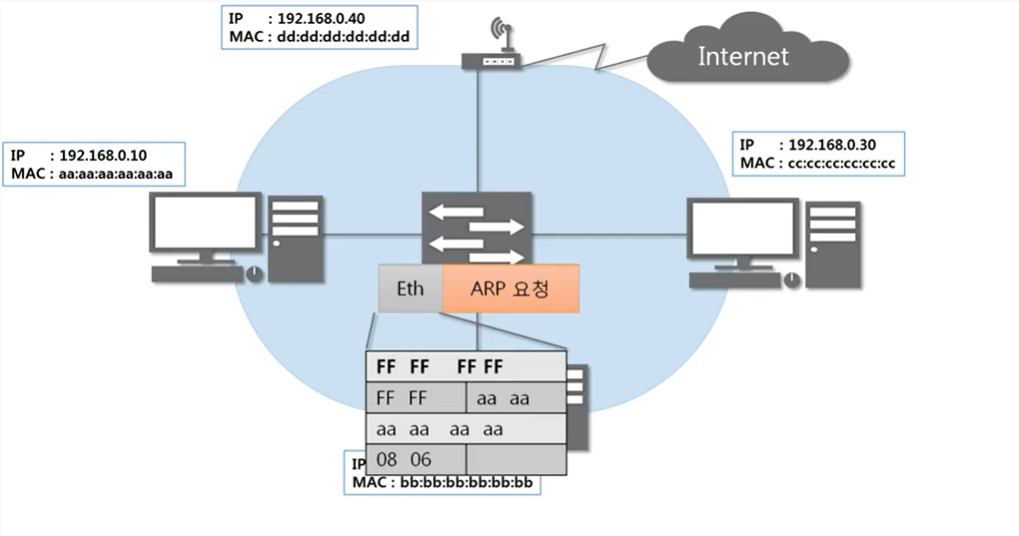 IP : 192.168.0.40
MAC : dd:dd:dd:dd:dd:dd
Internet
IP : 192.168.0.10
MAC : aa:aa:aa:aa:aa:aa
IP : 192.168.0.30
MAC : cc:cc:cc:cc:cc:cc
Eth ARP 요청
FF FF FF FF
FF FF aa aa
aa aa aa aa
08 06
IP
MAC : bb:bb:bb:bb:bb:bb